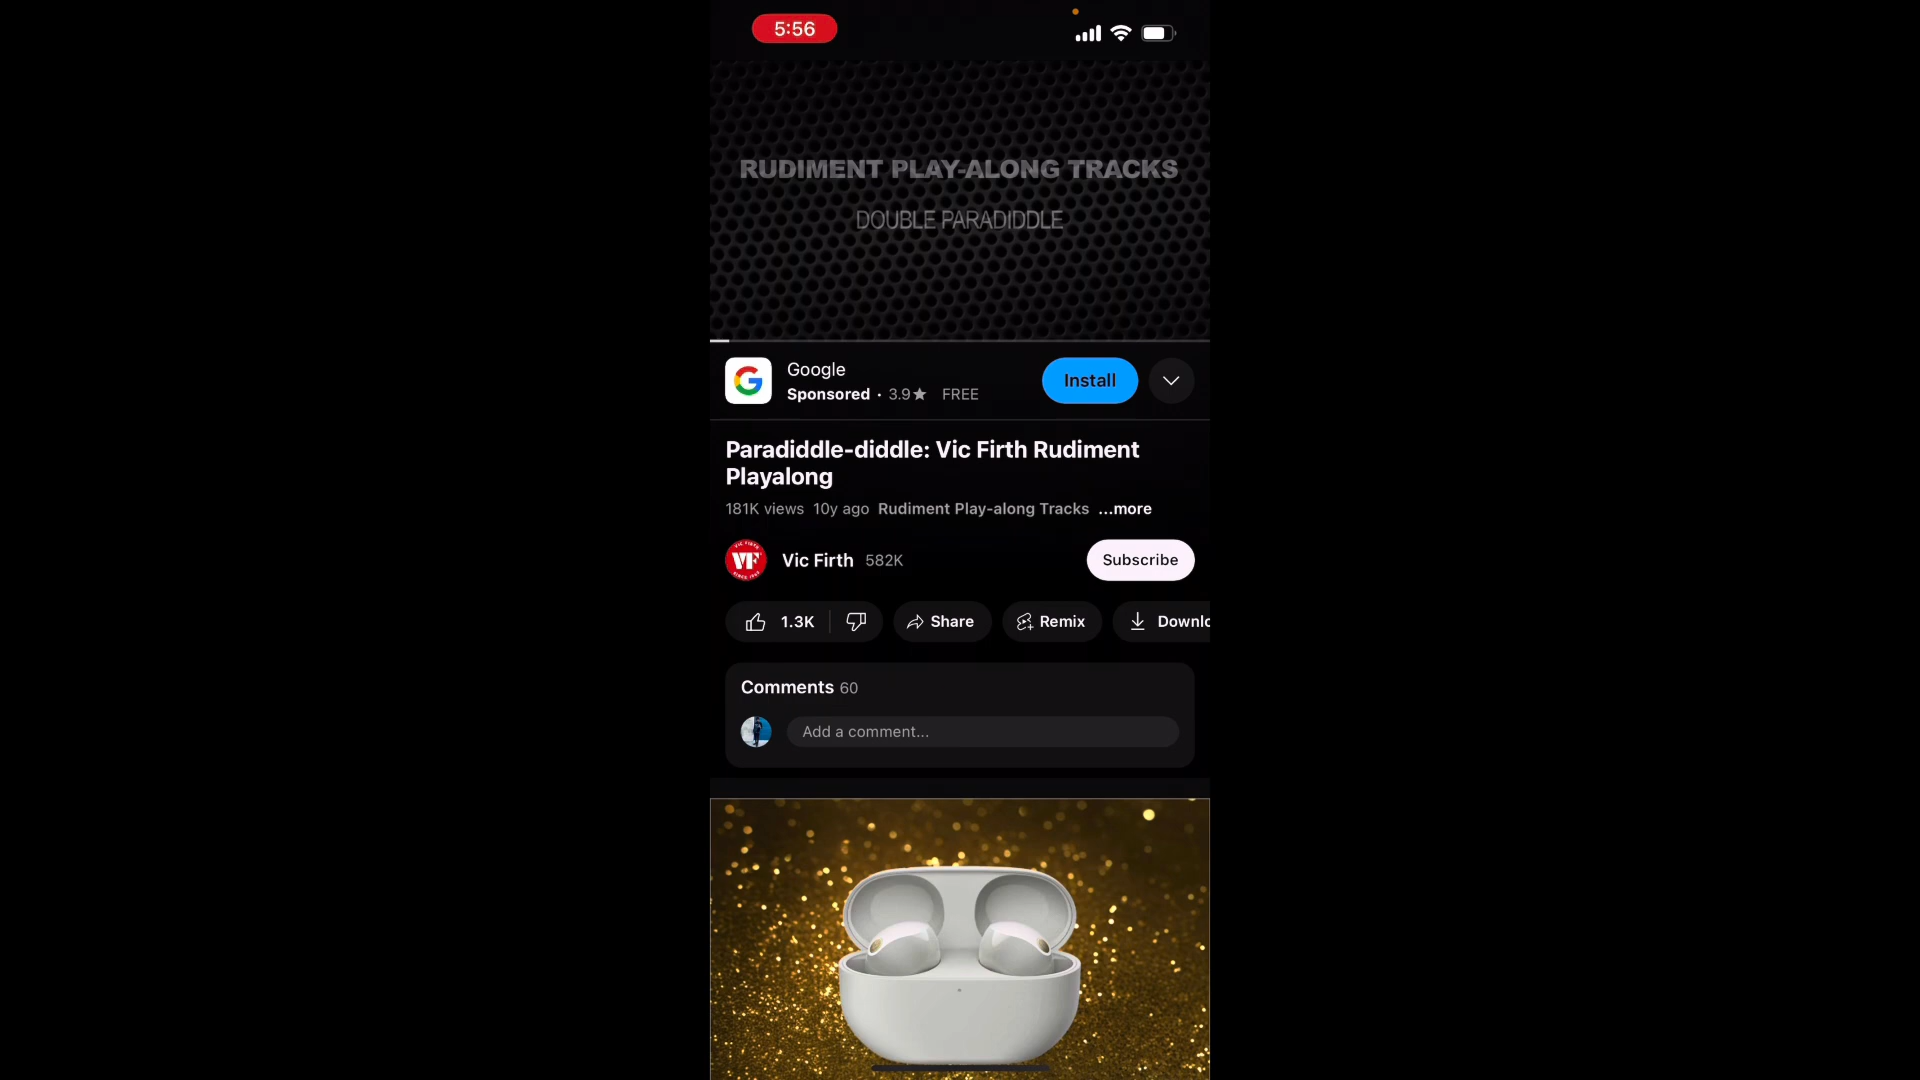 5:56
RUDIMENT PLAY-ALONG TRACKS
DOUBLE PARADIDDLE
Google
Sponsored · 3.9★ FREE
Install
Paradiddle-diddle: Vic Firth Rudiment
Playalong
181K views 10y ago Rudiment Play-along Tracks ...more
VF
Vic Firth 582K
Subscribe
1.3K
Share
Remix
Downlo
Comments 60
Add a comment...